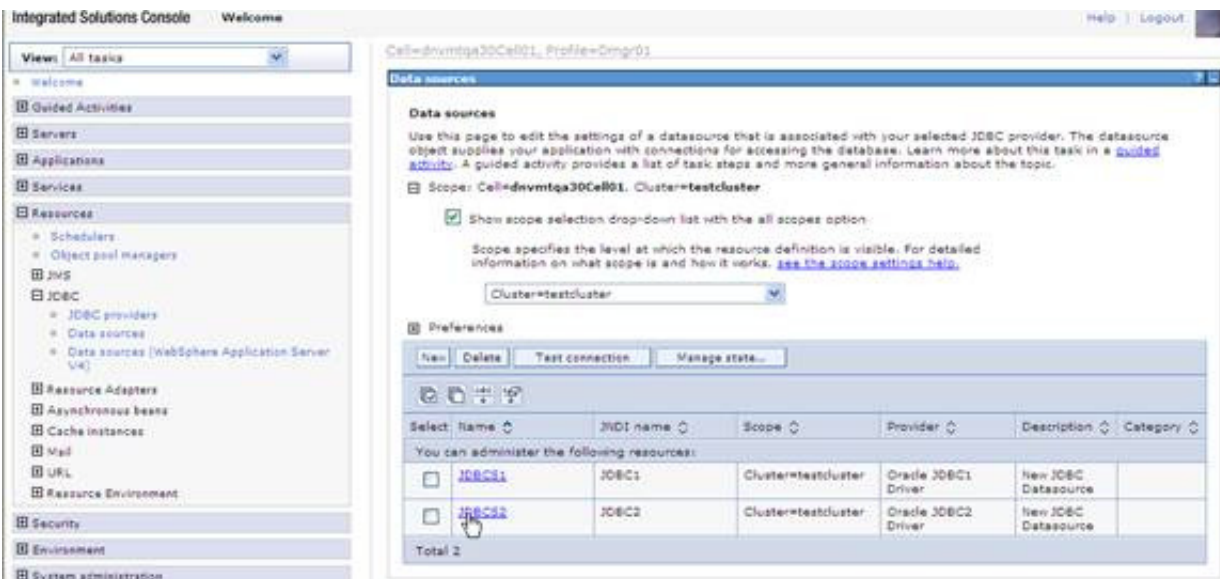 Integrated Solutions Console Welcome Help | Logout
View: All tasks
Welcome
Guided Activities
Servers
Applications
Services
Resources
Schedulers
Object pool managers
JMS
JDBC
JDBC providers
Data sources
Data sources (WebSphere Application Server
V4)
Resource Adapters
Asynchronous beans
Cache instances
Mail
URL
Resource Environment
Security
Environment
System administration
Cell=dnvmtqa30Cell01, Profile=Dmgr01
Data sources ? -
Data sources
Use this page to edit the settings of a datasource that is associated with your selected JDBC provider. The datasource
object supplies your application with connections for accessing the database. Learn more about this task in a guided
activity. A guided activity provides a list of task steps and more general information about the topic.
Scope: Cell=dnvmtqa30Cell01, Cluster=testcluster
Show scope selection drop-down list with the all scopes option
Scope specifies the level at which the resource definition is visible. For detailed
information on what scope is and how it works, see the scope settings help.
Cluster=testcluster
Preferences
New Delete Test connection Manage state...
Select Name JNDI name Scope Provider Description Category
You can administer the following resources:
JDBCS1 JDBC1 Cluster=testcluster Oracle JDBC1 New JDBC
Driver Datasource
JDBCS2 JDBC2 Cluster=testcluster Oracle JDBC2 New JDBC
Driver Datasource
Total 2